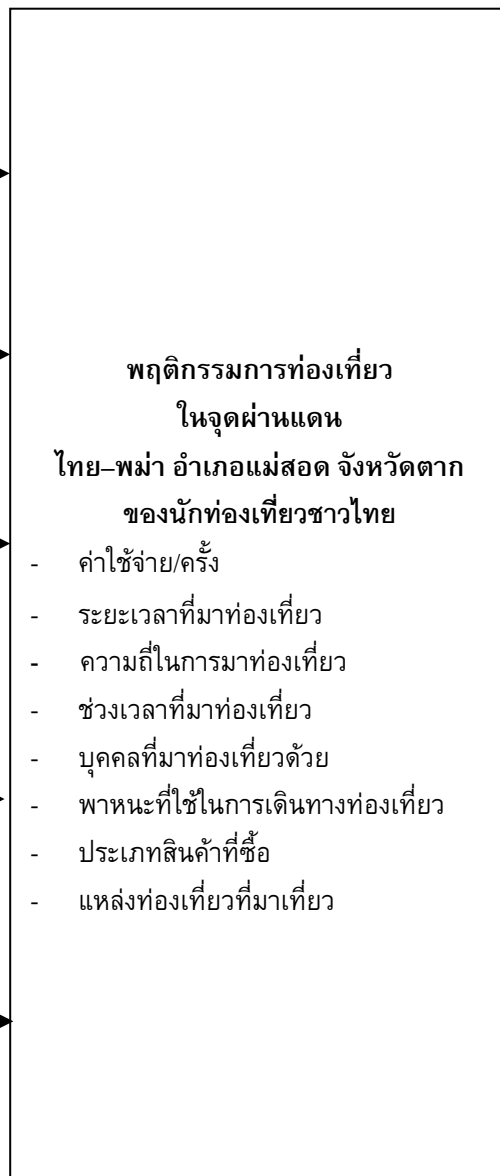 พฤติกรรมการท่องเที่ยว
ในจุดผ่านแดน
ไทย–พม่า อำเภอแม่สอด จังหวัดตาก
ของนักท่องเที่ยวชาวไทย
- ค่าใช้จ่าย/ครั้ง
- ระยะเวลาที่มาท่องเที่ยว
- ความถี่ในการมาท่องเที่ยว
- ช่วงเวลาที่มาท่องเที่ยว
- บุคคลที่มาท่องเที่ยวด้วย
- พาหนะที่ใช้ในการเดินทางท่องเที่ยว
- ประเภทสินค้าที่ซื้อ
- แหล่งท่องเที่ยวที่มาเที่ยว